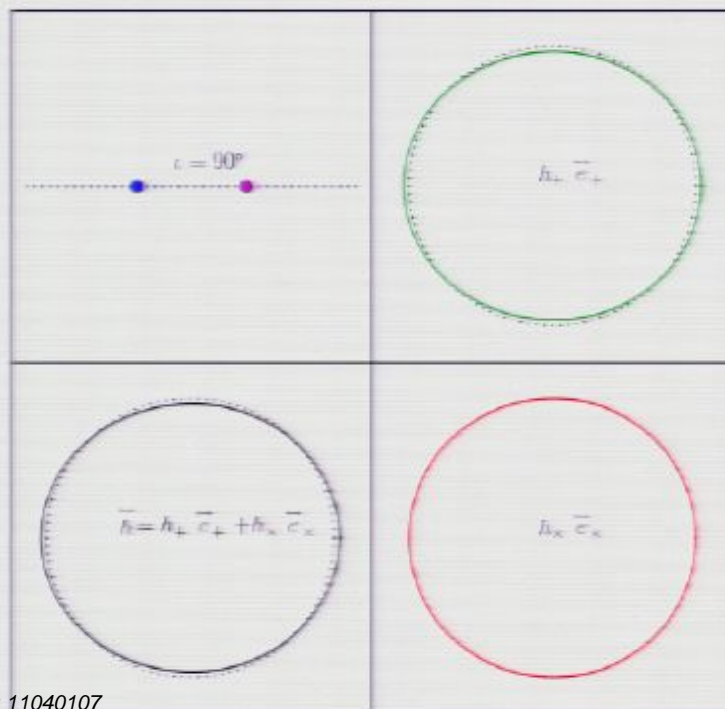 ι = 90°
h₊ e⃗₊
h⃗ = h₊ e⃗₊ + h× e⃗×
h× e⃗×
11040107